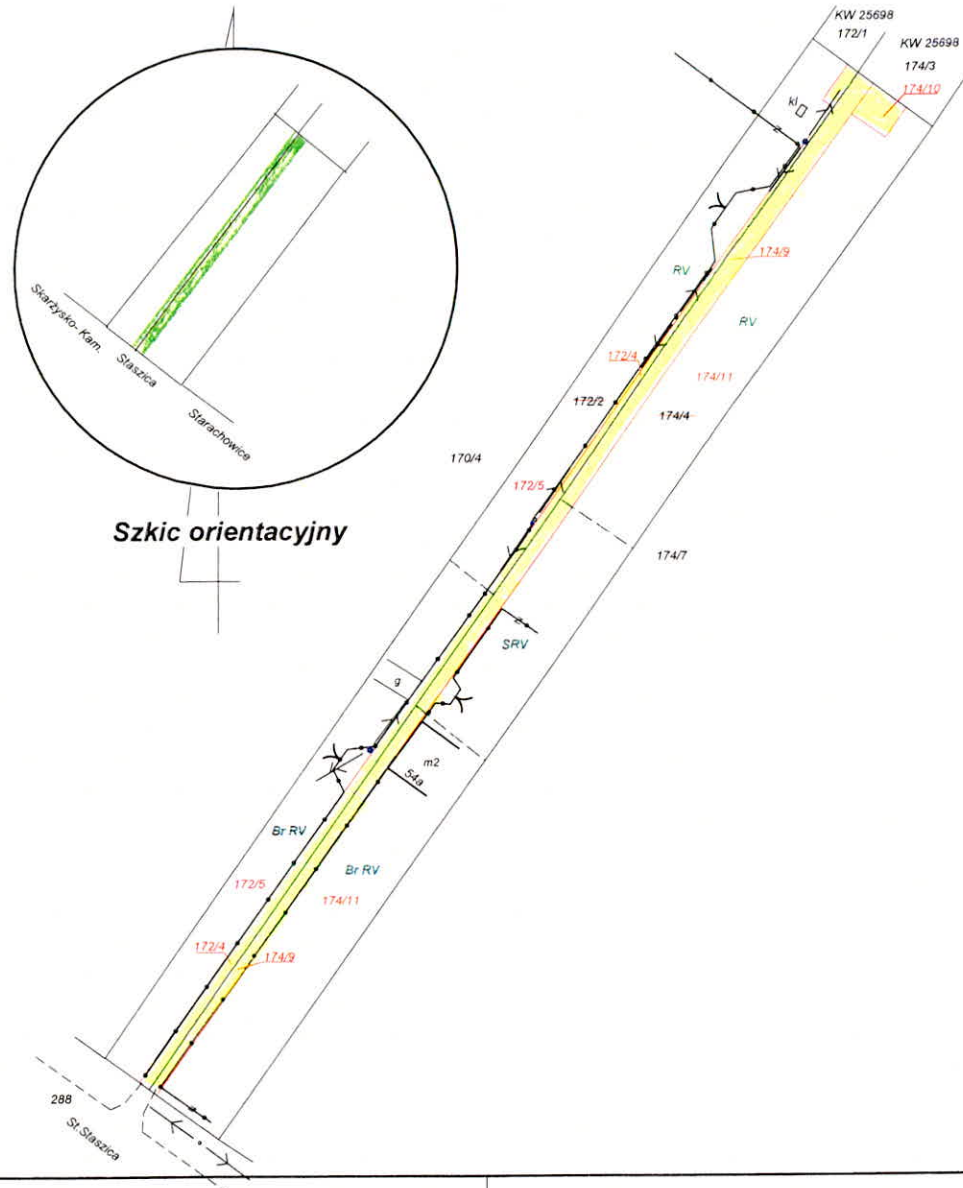 KW 25698
172/1
KW 25698
174/3
174/10
kl
174/9
RV
RV
172/4
174/11
172/2
174/4
170/4
172/5
174/7
SRV
g
m2
54a
Br RV
Br RV
172/5
174/11
172/4
174/9
288
St.Staszica
Skarżysko- Kam.
Staszica
Starachowice
Szkic orientacyjny